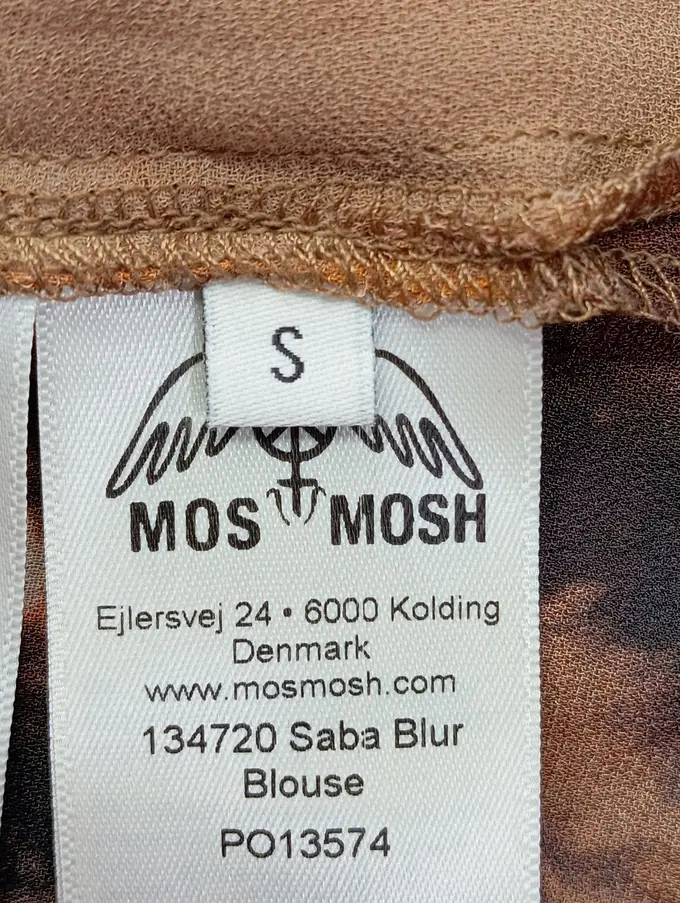 S
MOS MOSH
Ejlersvej 24 • 6000 Kolding
Denmark
www.mosmosh.com
134720 Saba Blur
Blouse
PO13574